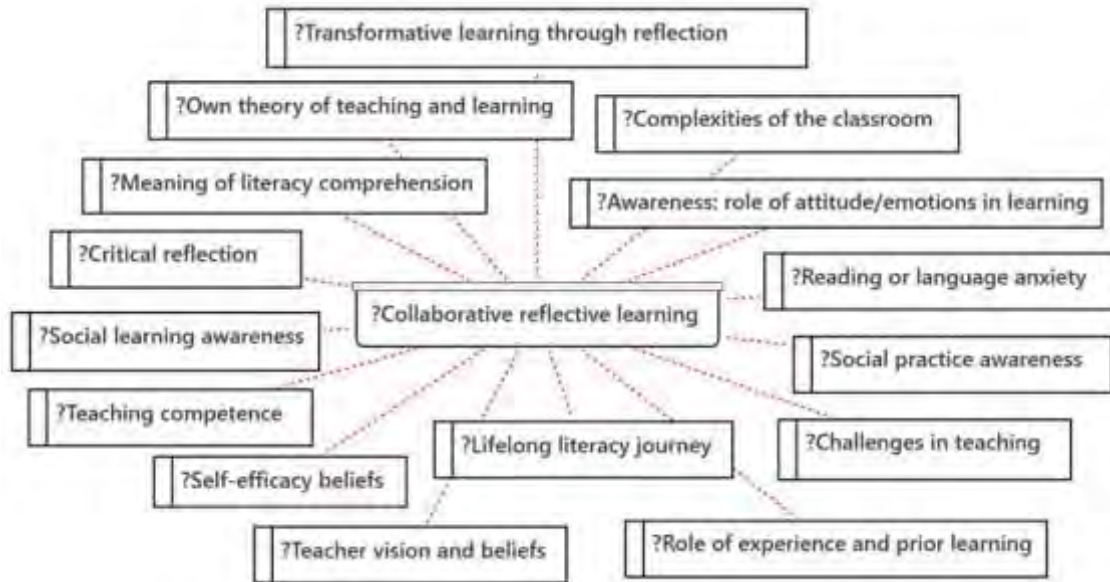 ?Transformative learning through reflection
?Own theory of teaching and learning
?Complexities of the classroom
?Meaning of literacy comprehension
?Awareness: role of attitude/emotions in learning
?Critical reflection
?Reading or language anxiety
?Collaborative reflective learning
?Social learning awareness
?Social practice awareness
?Teaching competence
?Lifelong literacy journey
?Challenges in teaching
?Self-efficacy beliefs
?Teacher vision and beliefs
?Role of experience and prior learning